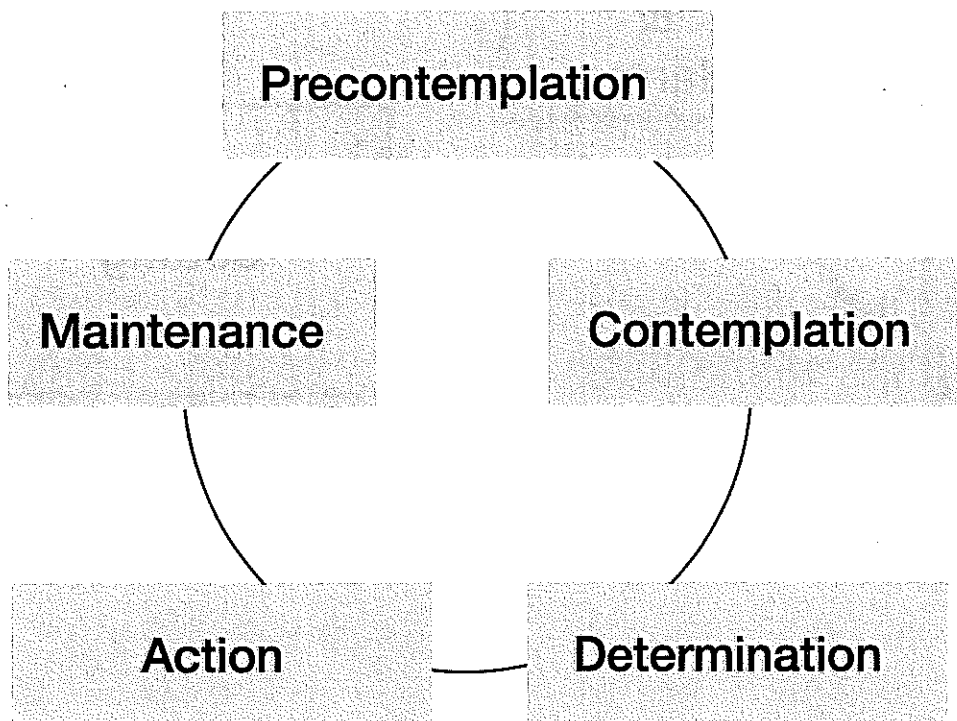 Precontemplation
Maintenance
Contemplation
Action
Determination